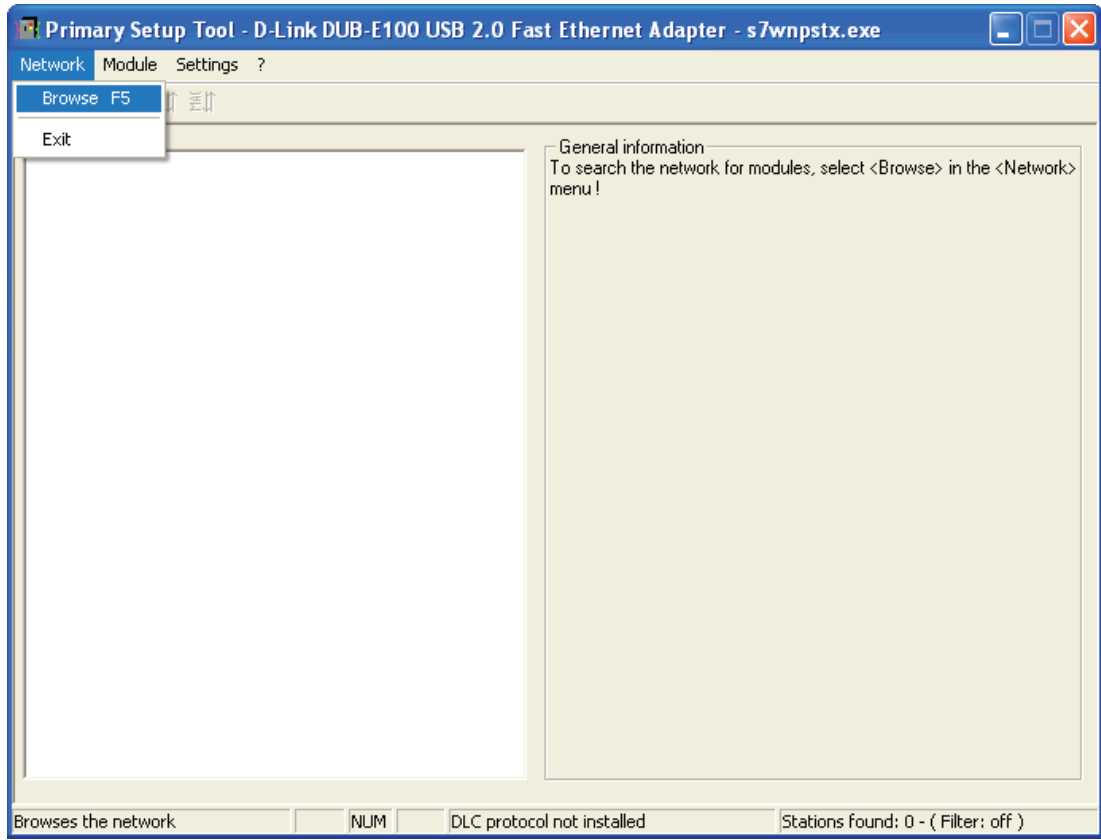 Primary Setup Tool - D-Link DUB-E100 USB 2.0 Fast Ethernet Adapter - s7wnpstx.exe
Network Module Settings ?
Browse F5
Exit
General information
To search the network for modules, select <Browse> in the <Network>
menu !
Browses the network NUM DLC protocol not installed Stations found: 0 - ( Filter: off )